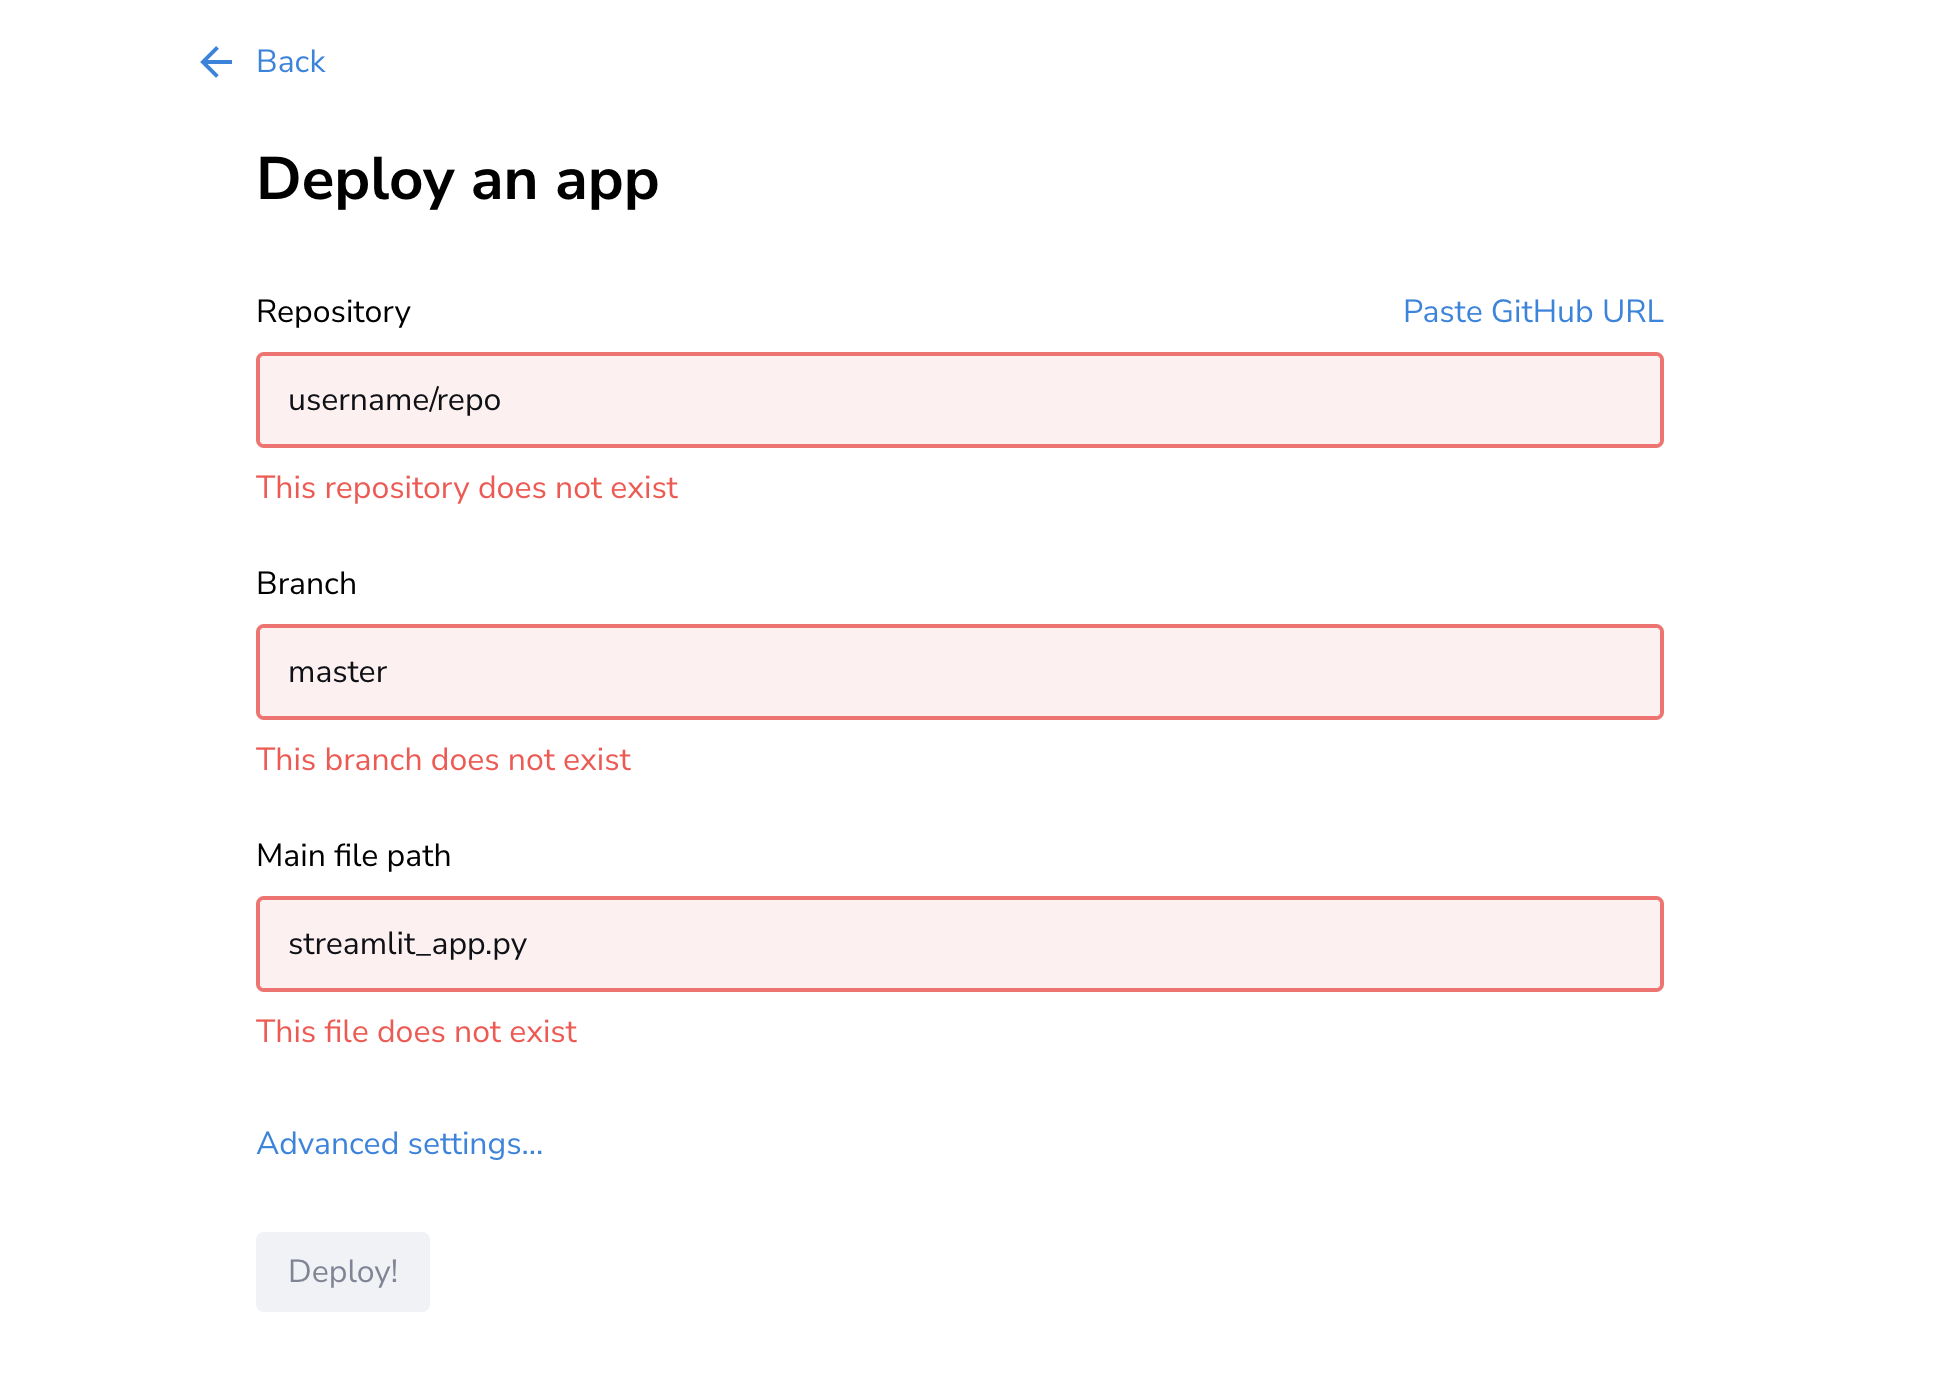 Back
Deploy an app
Repository
Paste GitHub URL
username/repo
This repository does not exist
Branch
master
This branch does not exist
Main file path
streamlit_app.py
This file does not exist
Advanced settings...
Deploy!